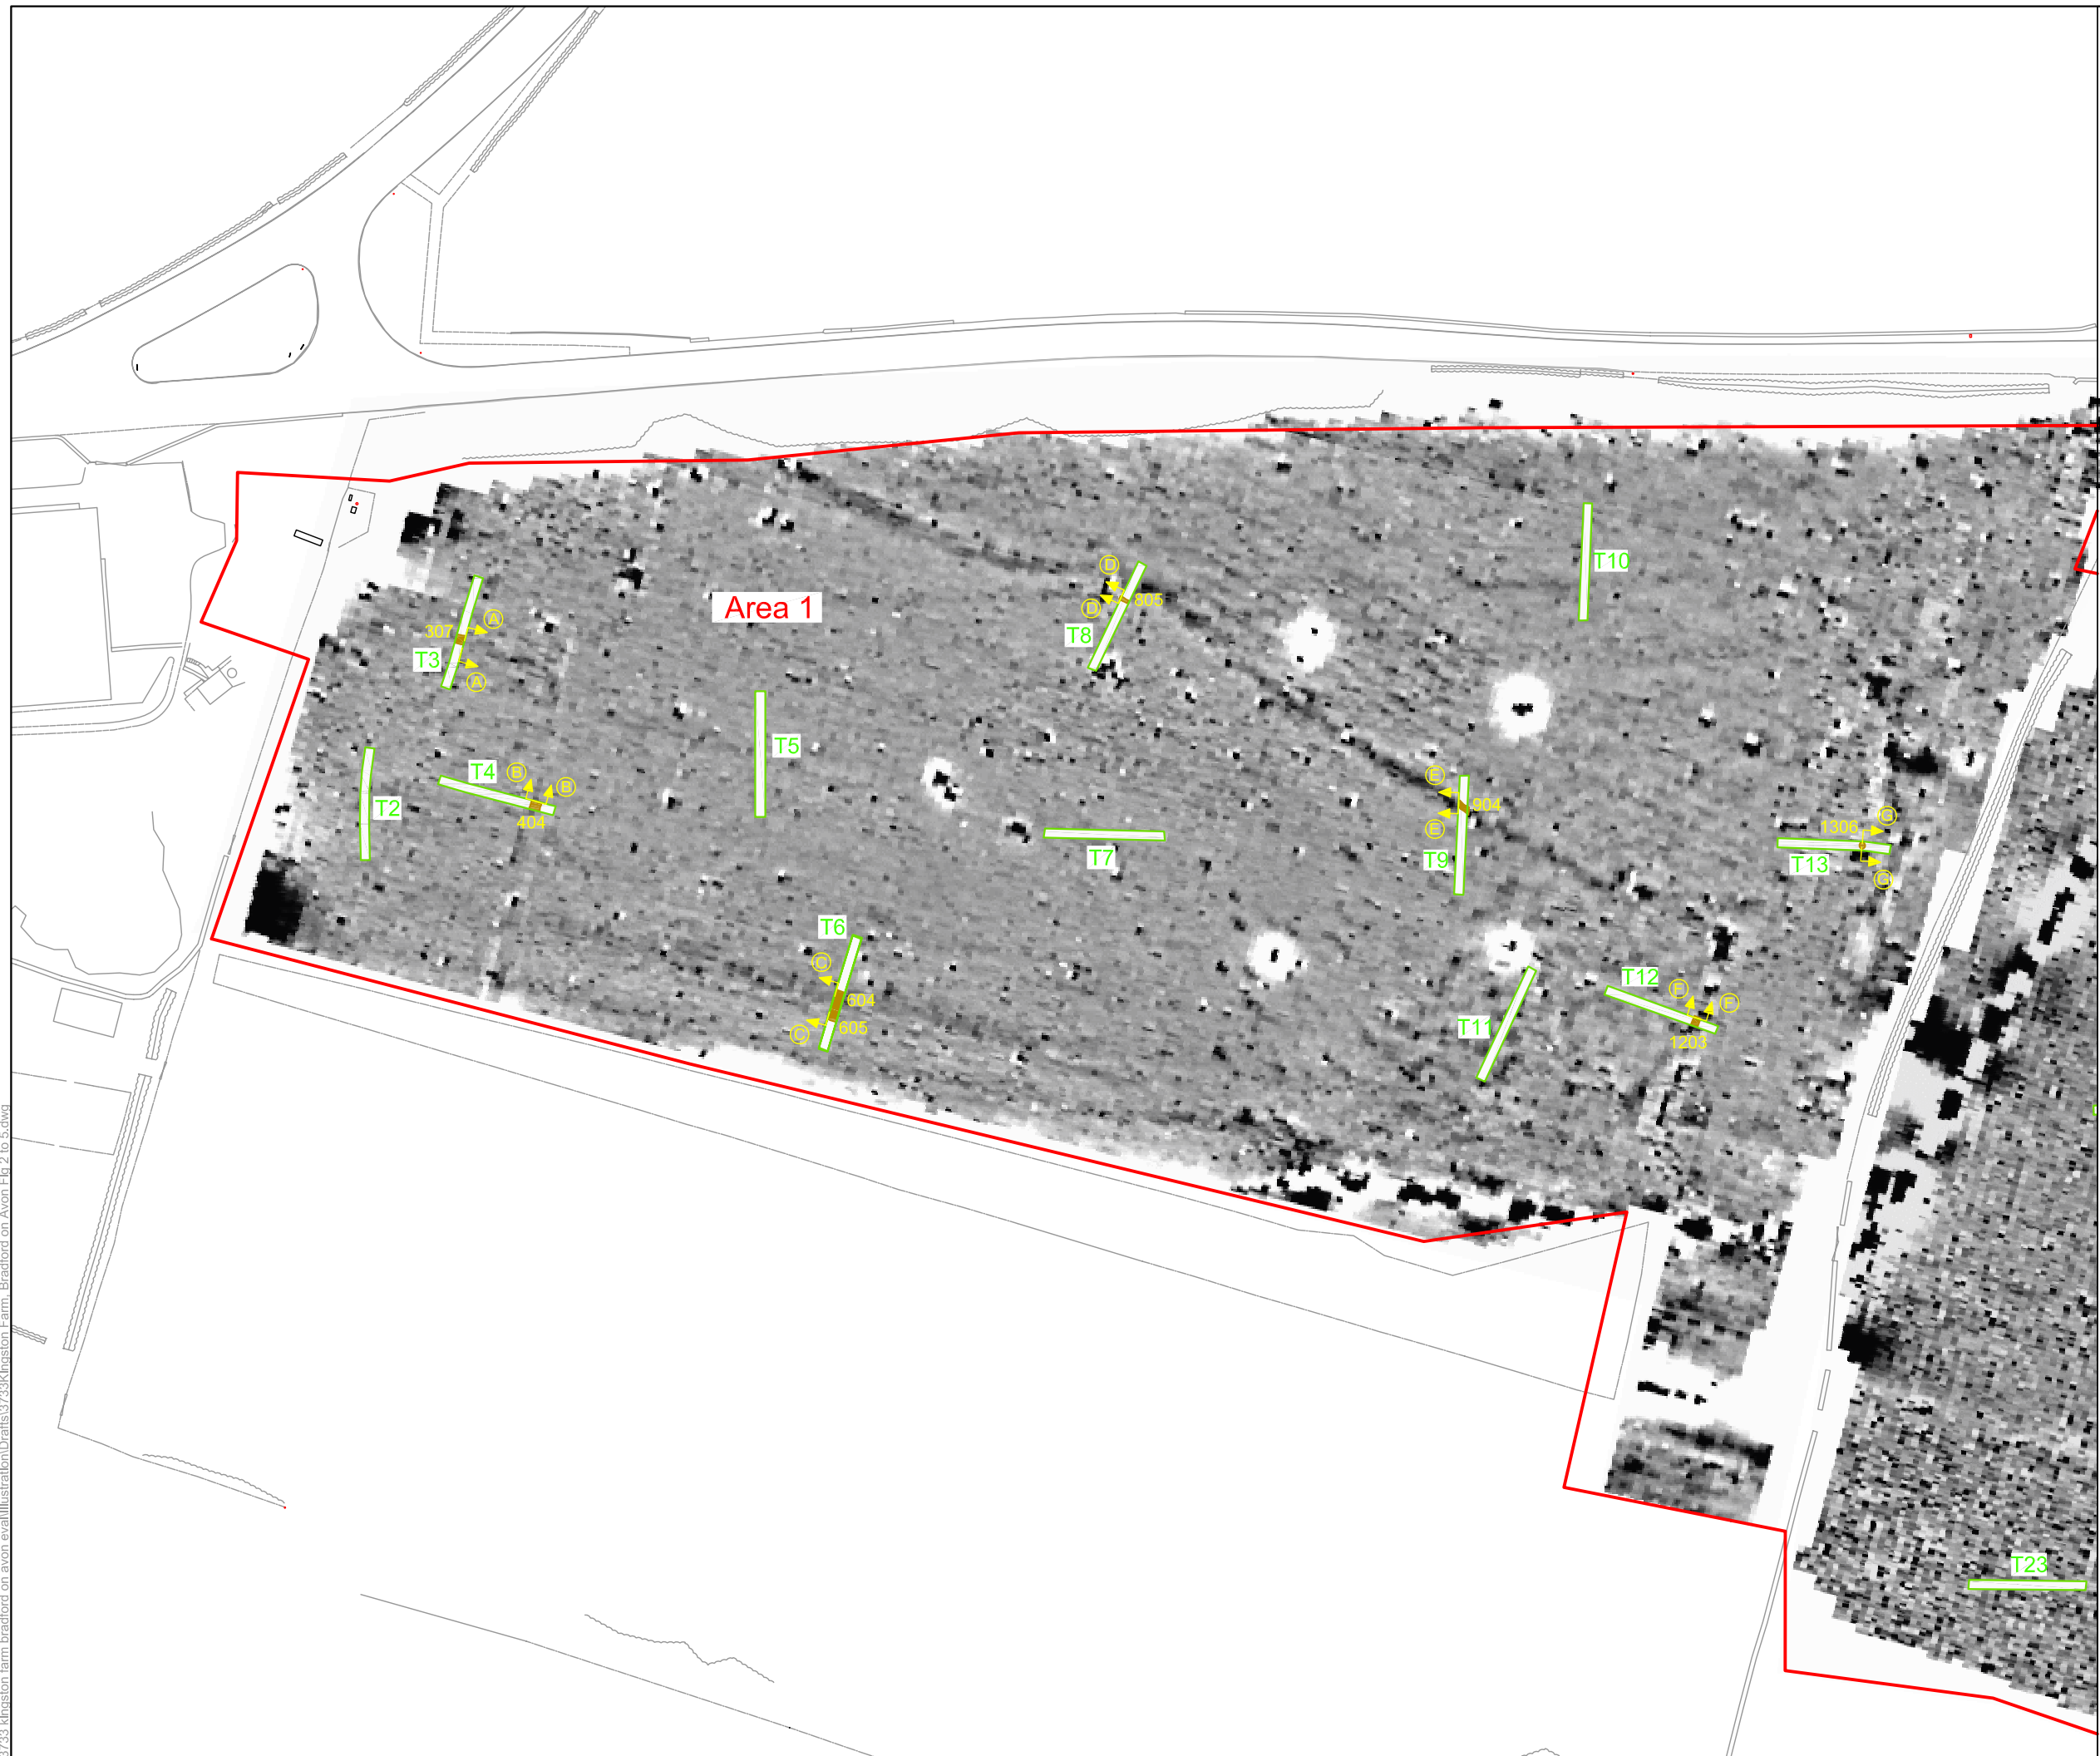 Area 1
T10
D
D
805
T8
A
307
T3
A
T5
T4
B
B
T2
404
T7
E
904
E
T9
G
1306
T13
G
T6
C
604
605
C
T12
F
F
T11
1203
T23
3733 kingston farm bradford on avon eval\Illustration\Drafts\3733Kingston Farm, Bradford on Avon Fig 2 to 5.dwg